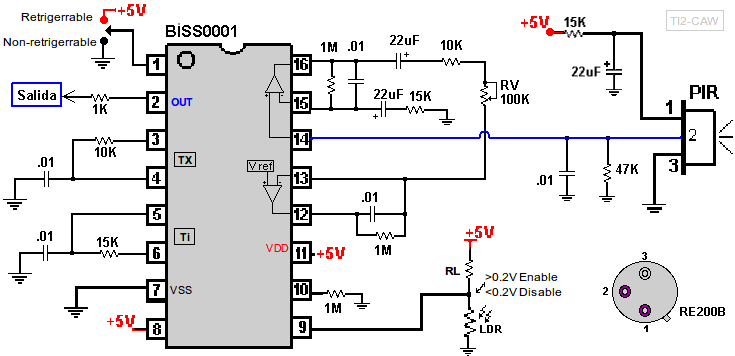 Retrigerrable
+5V
Non-retrigerrable
BiSS0001
+5V
15K
TI2-CAW
22uF
1
16
1M
.01
22uF
10K
RV
100K
Salida
1K
2
OUT
15
22uF
15K
1
PIR
2
3
10K
3
TX
14
.01
4
Vref
13
.01
47K
5
12
.01
1M
.01
15K
6
Ti
VDD
11
+5V
+5V
RL
>0.2V Enable
<0.2V Disable
7
VSS
10
1M
+5V
8
9
LDR
3
2
1
RE200B